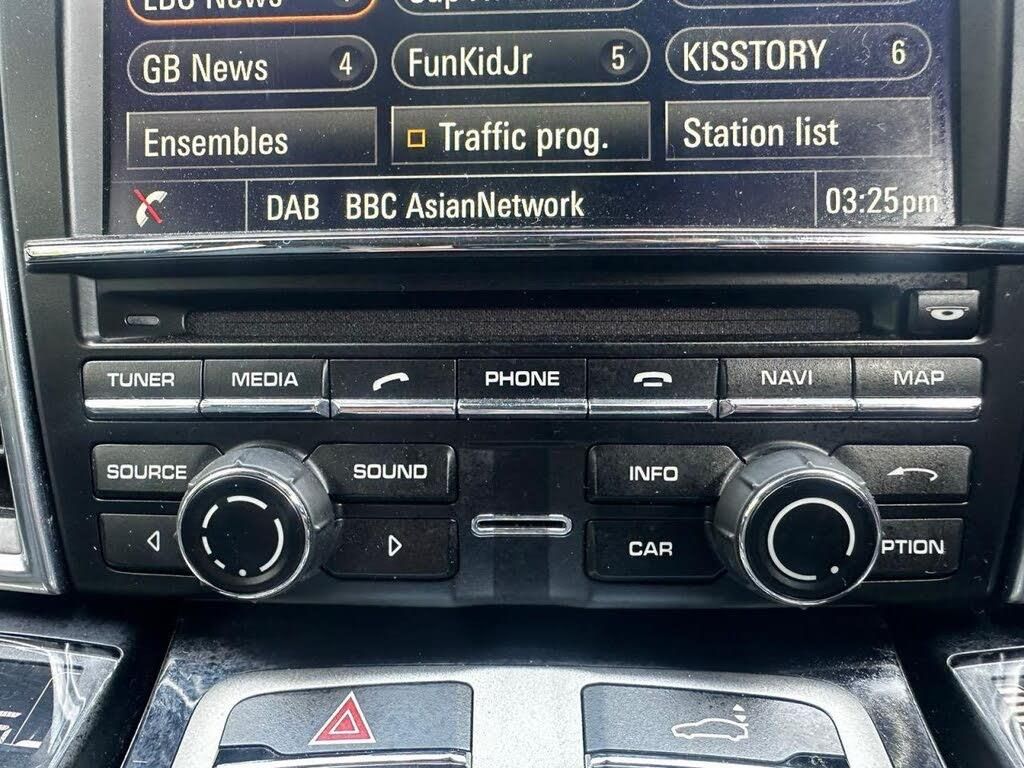 News
GB News 4
FunKidJr 5
KISSTORY 6
Ensembles
Traffic prog.
Station list
DAB BBC AsianNetwork 03:25pm
TUNER MEDIA PHONE NAVI MAP
SOURCE SOUND INFO
CAR PTION